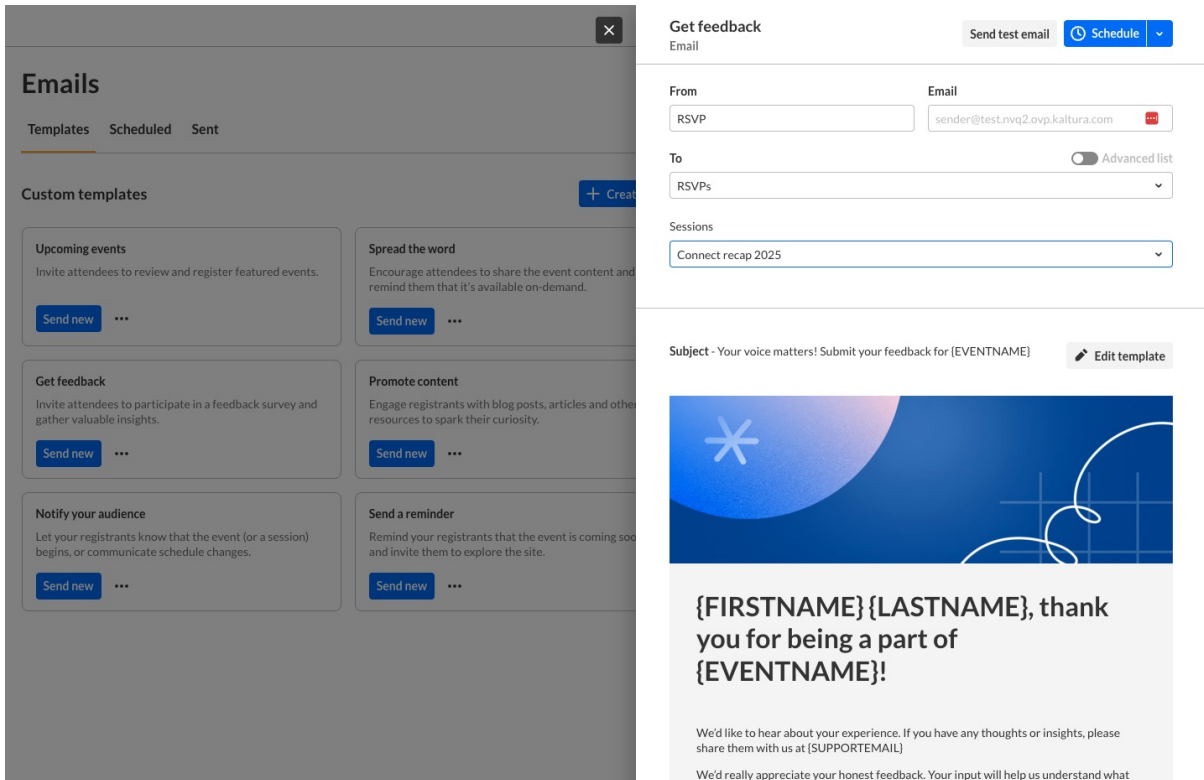 Emails
Templates
Scheduled
Sent
Custom templates
Creat
Upcoming events
Invite attendees to review and register featured events.
Send new
Spread the word
Encourage attendees to share the event content and
remind them that it's available on-demand.
Send new
Get feedback
Invite attendees to participate in a feedback survey and
gather valuable insights.
Send new
Promote content
Engage registrants with blog posts, articles and other
resources to spark their curiosity.
Send new
Notify your audience
Let your registrants know that the event (or a session)
begins, or communicate schedule changes.
Send new
Send a reminder
Remind your registrants that the event is coming soo
and invite them to explore the site.
Send new
Get feedback
Email
Send test email
Schedule
From
Email
RSVP
sender@test.nvq2.ovp.kaltura.com
To
Advanced list
RSVPs
Sessions
Connect recap 2025
Subject - Your voice matters! Submit your feedback for {EVENTNAME}
Edit template
{FIRSTNAME} {LASTNAME}, thank
you for being a part of
{EVENTNAME}!
We'd like to hear about your experience. If you have any thoughts or insights, please
share them with us at {SUPPORTEMAIL}
We'd really appreciate your honest feedback. Your input will help us understand what